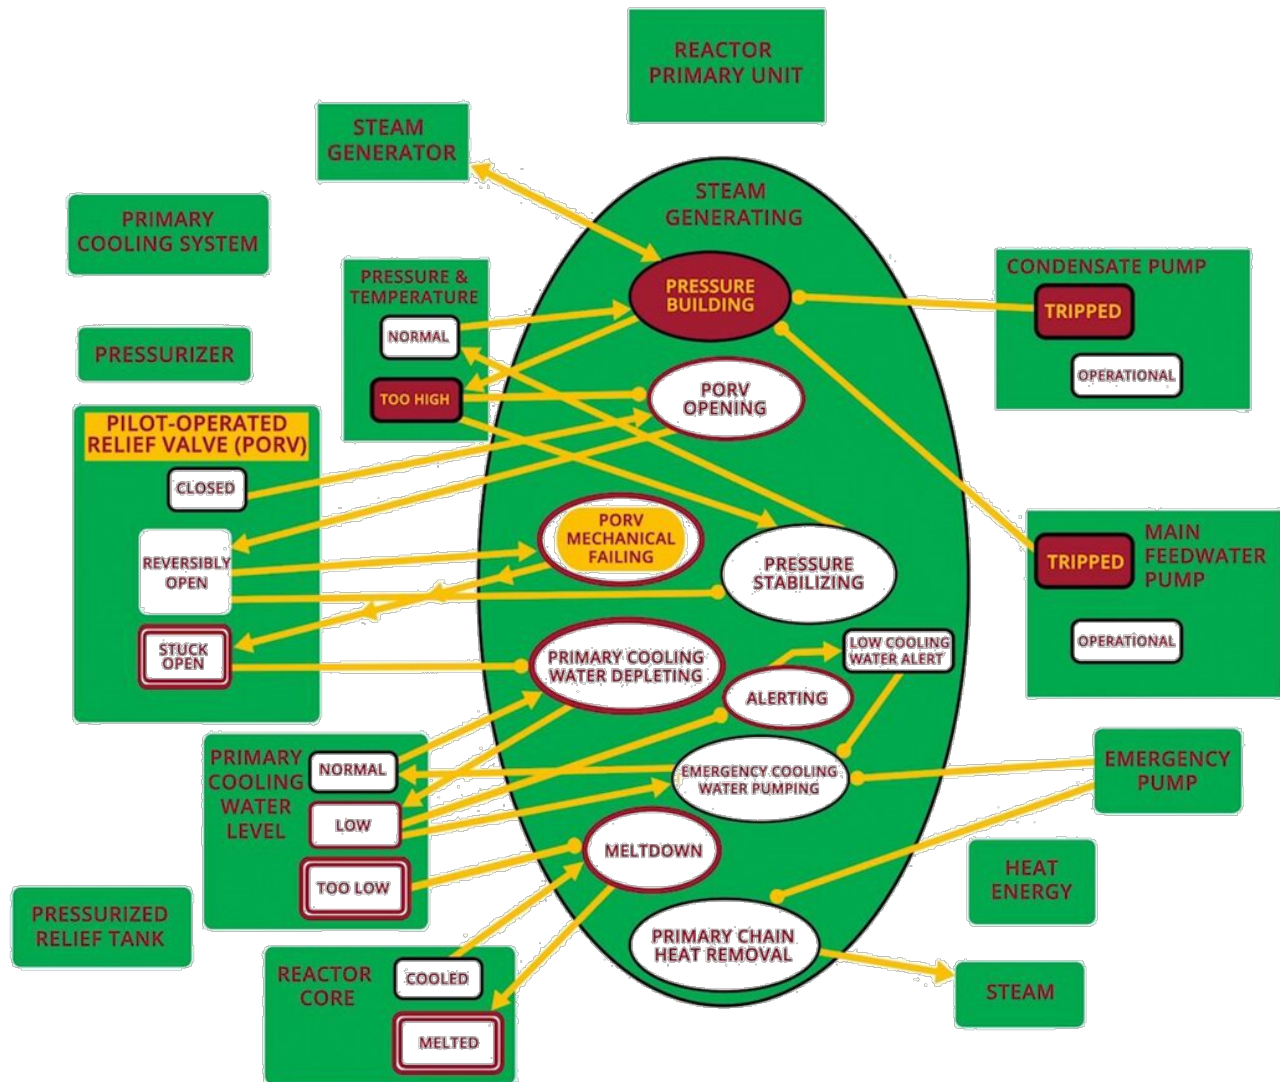 REACTOR
PRIMARY UNIT
STEAM
GENERATOR
STEAM
GENERATING
PRIMARY
COOLING SYSTEM
PRESSURE &
TEMPERATURE
NORMAL
TOO HIGH
PRESSURE
BUILDING
CONDENSATE PUMP
TRIPPED
OPERATIONAL
PRESSURIZER
PORV
OPENING
PILOT-OPERATED
RELIEF VALVE (PORV)
CLOSED
REVERSIBLY
OPEN
STUCK
OPEN
PORV
MECHANICAL
FAILING
PRESSURE
STABILIZING
MAIN
FEEDWATER
PUMP
TRIPPED
OPERATIONAL
PRIMARY COOLING
WATER DEPLETING
LOW COOLING
WATER ALERT
ALERTING
PRIMARY
COOLING
WATER
LEVEL
NORMAL
LOW
TOO LOW
EMERGENCY COOLING
WATER PUMPING
EMERGENCY
PUMP
MELTDOWN
HEAT
ENERGY
PRESSURIZED
RELIEF TANK
PRIMARY CHAIN
HEAT REMOVAL
REACTOR
CORE
COOLED
MELTED
STEAM